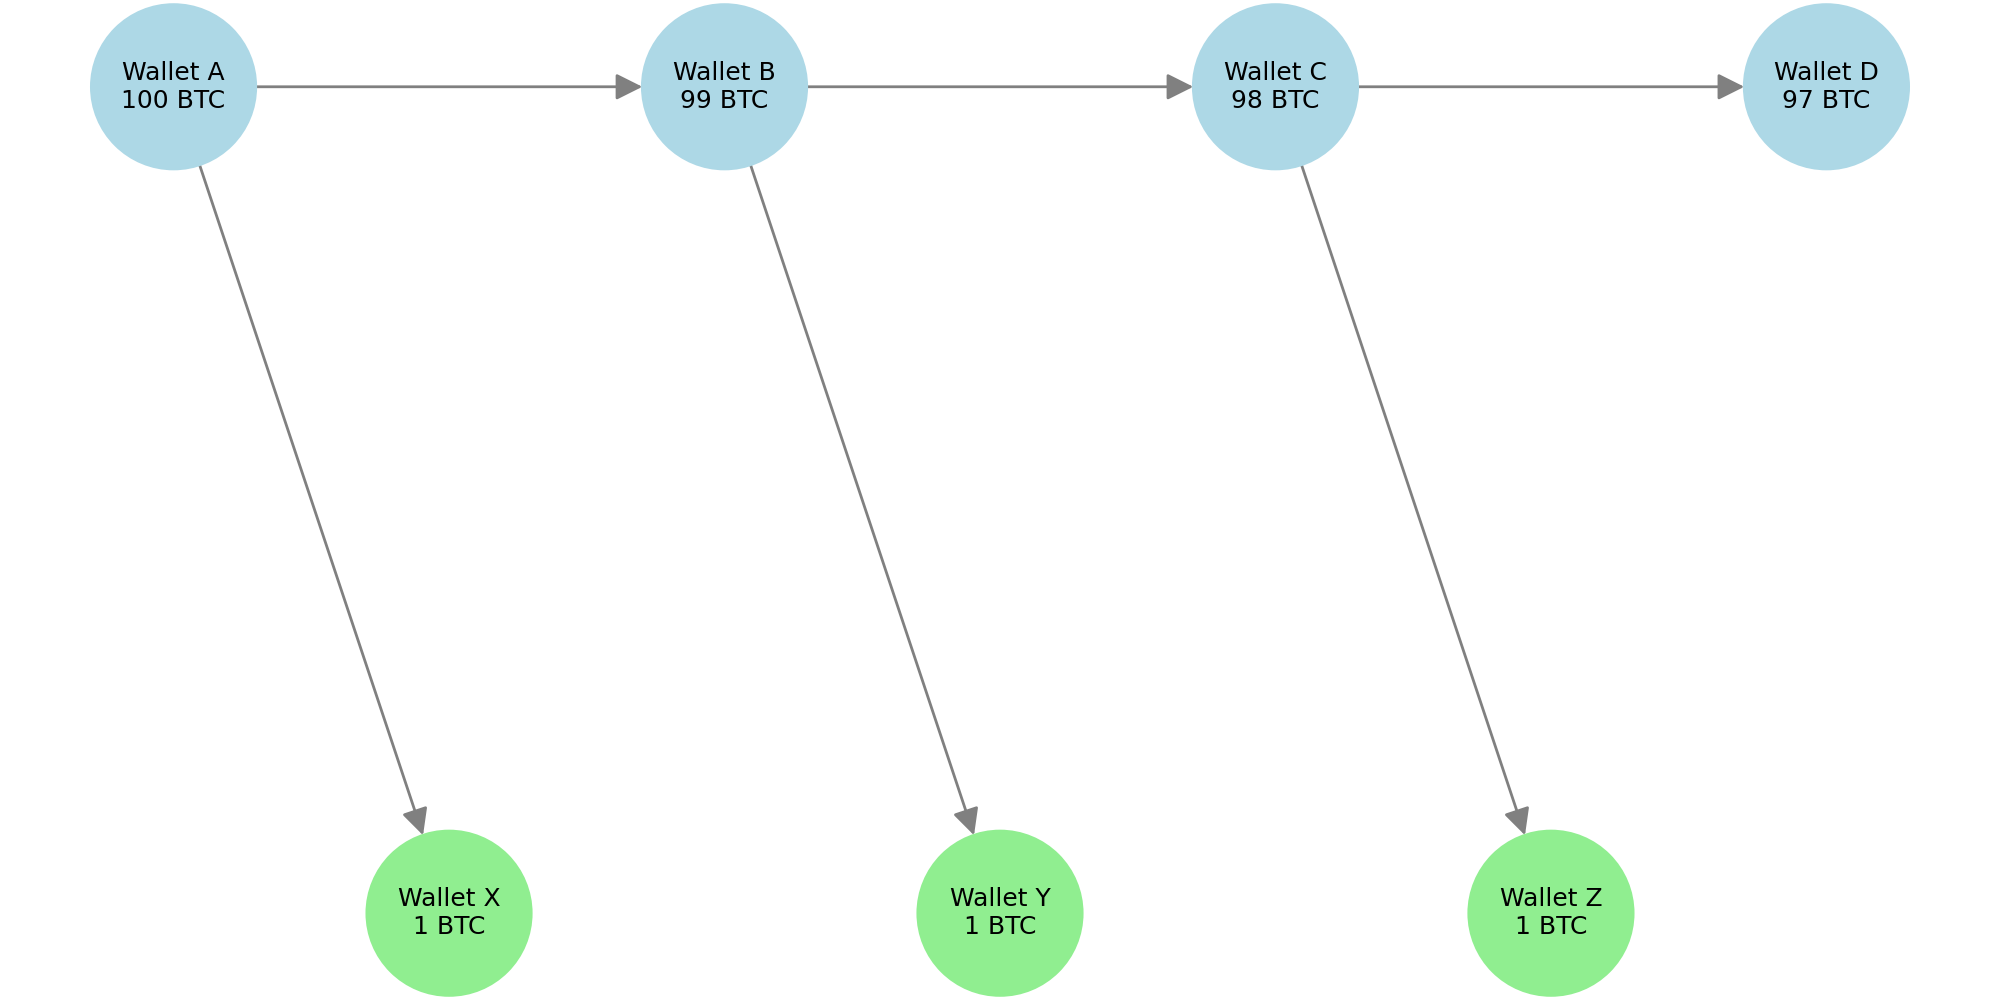 Wallet A
100 BTC
Wallet B
99 BTC
Wallet C
98 BTC
Wallet D
97 BTC
Wallet X
1 BTC
Wallet Y
1 BTC
Wallet Z
1 BTC